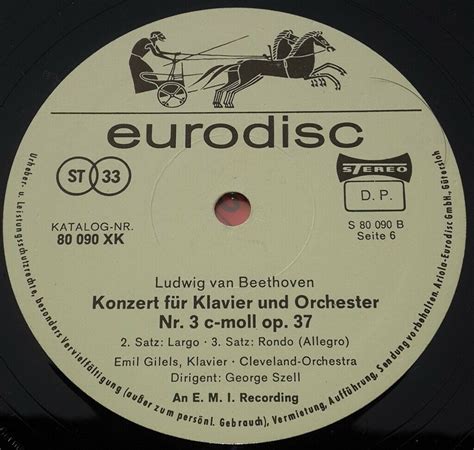 eurodisc
ST 33
STEREO
D. P.
KATALOG-NR.
80 090 XK
S 80 090 B
Seite 6
Ludwig van Beethoven
Konzert für Klavier und Orchester
Nr. 3 c-moll op. 37
2. Satz: Largo · 3. Satz: Rondo (Allegro)
Emil Gilels, Klavier · Cleveland-Orchestra
Dirigent: George Szell
An E. M. I. Recording
Urheber- u. Leistungsschutzrechte, besonders Vervielfältigung (außer zum persönl. Gebrauch), Vermietung, Aufführung, Sendung vorbehalten. Ariola-Eurodisc GmbH., Gütersloh